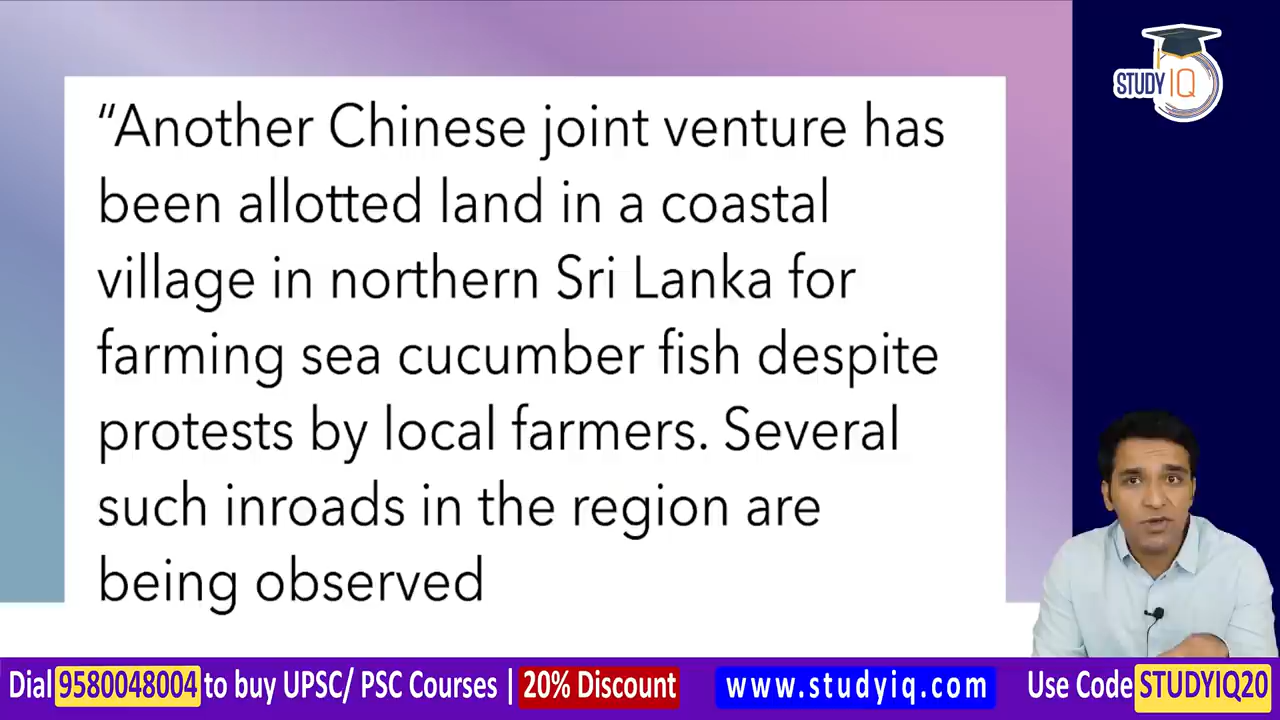 STUDY IQ
“Another Chinese joint venture has
been allotted land in a coastal
village in northern Sri Lanka for
farming sea cucumber fish despite
protests by local farmers. Several
such inroads in the region are
being observed
Dial 9580048004 to buy UPSC/ PSC Courses | 20% Discount www.studyiq.com Use Code STUDYIQ20